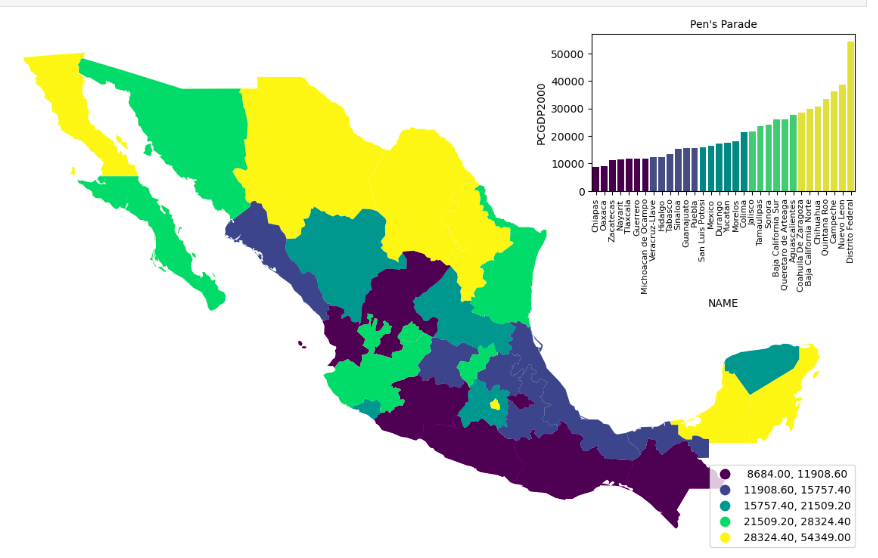 Pen's Parade
50000
40000
30000
20000
10000
0
PCGDP2000
Chiapas
Oaxaca
Zacatecas
Nayarit
Tlaxcala
Guerrero
Michoacan de Ocampo
Veracruz-Llave
Hidalgo
Tabasco
Sinaloa
Guanajuato
Puebla
San Luis Potosi
Mexico
Durango
Yucatan
Morelos
Colima
Jalisco
Tamaulipas
Sonora
Baja California Sur
Queretaro de Arteaga
Aguascalientes
Coahuila De Zaragoza
Baja California Norte
Chihuahua
Quintana Roo
Campeche
Nuevo Leon
Distrito Federal
NAME
8684.00, 11908.60
11908.60, 15757.40
15757.40, 21509.20
21509.20, 28324.40
28324.40, 54349.00